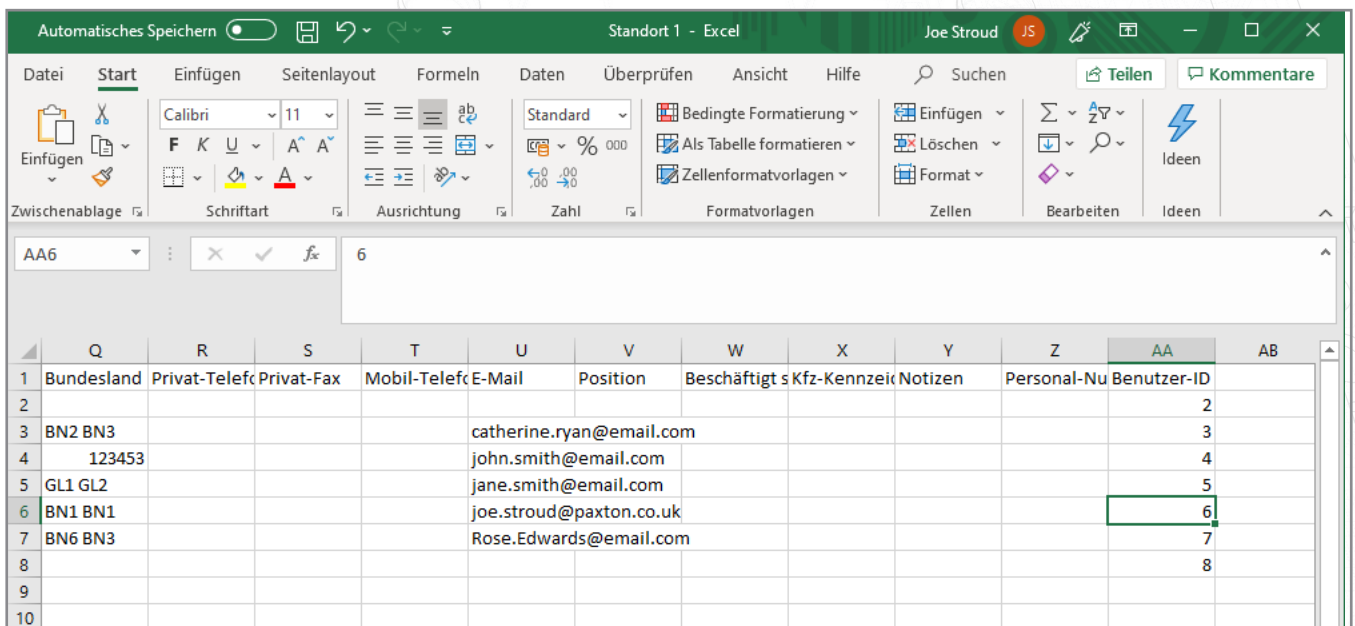 Automatisches Speichern Standort 1 - Excel Joe Stroud JS
Datei Start Einfügen Seitenlayout Formeln Daten Überprüfen Ansicht Hilfe Suchen Teilen Kommentare
Calibri 11 ab Standard Bedingte Formatierung Einfügen
Einfügen F K U A A % 000 Als Tabelle formatieren Löschen Ideen
A Zellenformatvorlagen Format
Zwischenablage Schriftart Ausrichtung Zahl Formatvorlagen Zellen Bearbeiten Ideen
AA6 fx 6
Q R S T U V W X Y Z AA AB
1 Bundesland Privat-Telefo Privat-Fax Mobil-Telefo E-Mail Position Beschäftigt s Kfz-Kennzei Notizen Personal-Nu Benutzer-ID
2 2
3 BN2 BN3 catherine.ryan@email.com 3
4 123453 john.smith@email.com 4
5 GL1 GL2 jane.smith@email.com 5
6 BN1 BN1 joe.stroud@paxton.co.uk 6
7 BN6 BN3 Rose.Edwards@email.com 7
8 8
9
10